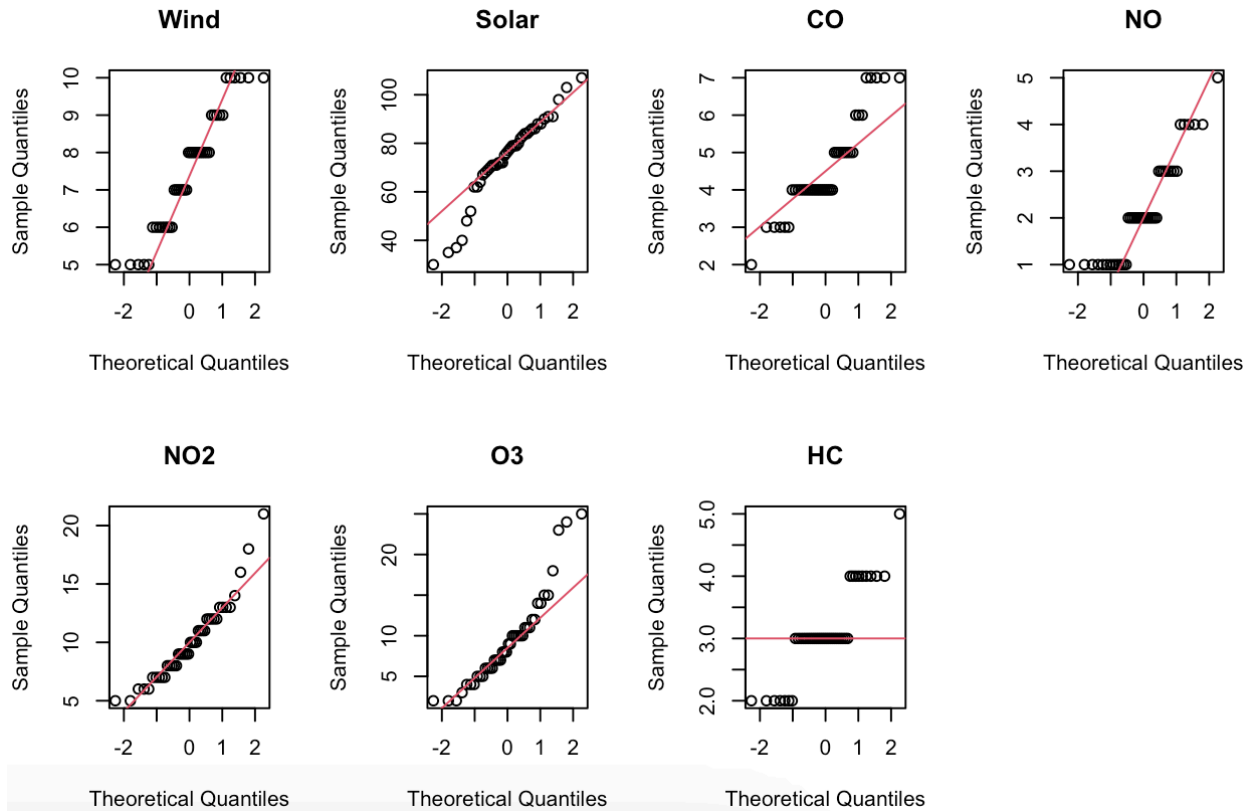 Wind
Solar
CO
NO
Sample Quantiles
5 6 7 8 9 10
-2 0 1 2
Theoretical Quantiles
Sample Quantiles
40 60 80 100
-2 0 1 2
Theoretical Quantiles
Sample Quantiles
2 3 4 5 6 7
-2 0 1 2
Theoretical Quantiles
Sample Quantiles
1 2 3 4 5
-2 0 1 2
Theoretical Quantiles
NO2
O3
HC
Sample Quantiles
5 10 15 20
-2 0 1 2
Theoretical Quantiles
Sample Quantiles
5 10 20
-2 0 1 2
Theoretical Quantiles
Sample Quantiles
2.0 3.0 4.0 5.0
-2 0 1 2
Theoretical Quantiles